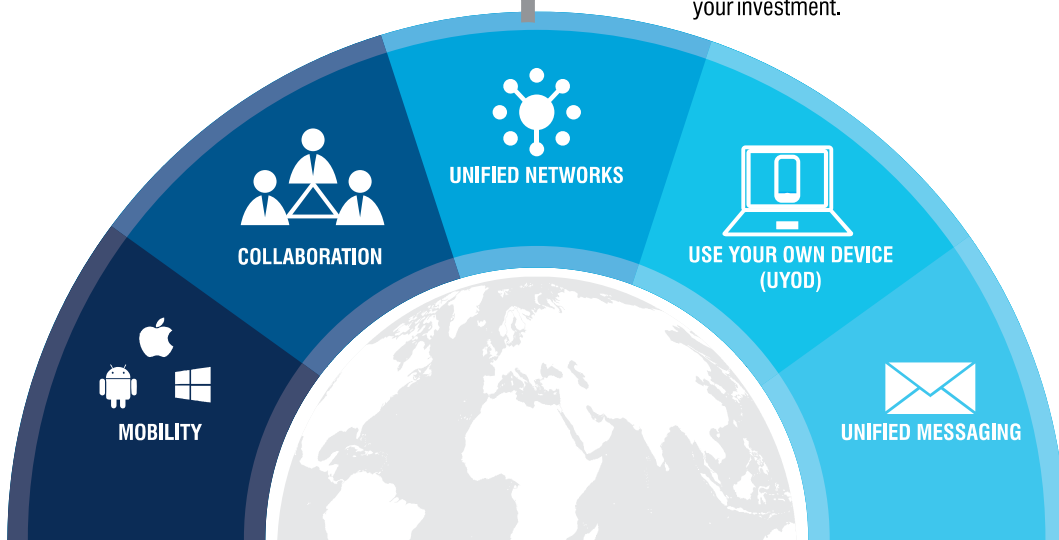 your investment.
UNIFIED NETWORKS
COLLABORATION
USE YOUR OWN DEVICE
(UYOD)
MOBILITY
UNIFIED MESSAGING